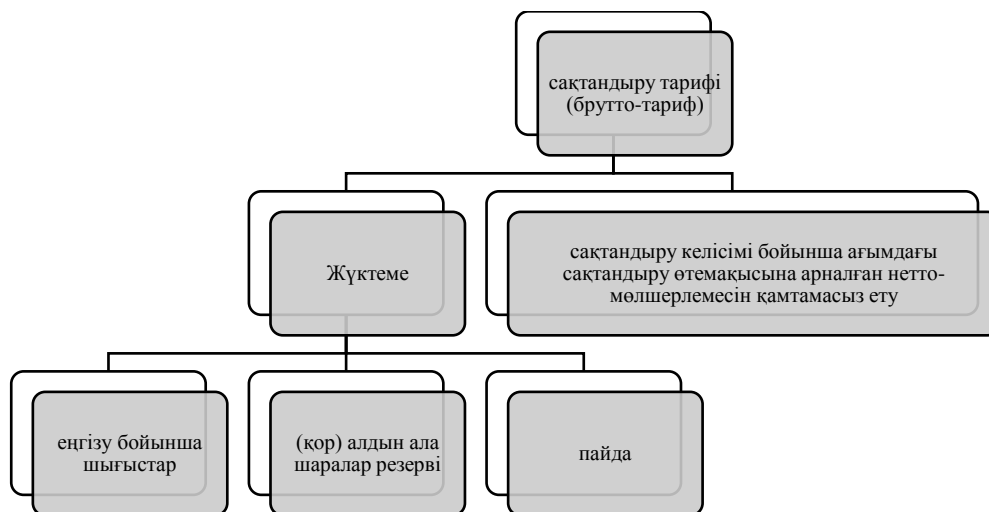 сақтандыру тарифі
(брутто-тариф)
Жүктеме
сақтандыру келісімі бойынша ағымдағы
сақтандыру өтемақысына арналған нетто-
мөлшерлемесін қамтамасыз ету
еңгізу бойынша
шығыстар
(қор) алдын ала
шаралар резерві
пайда